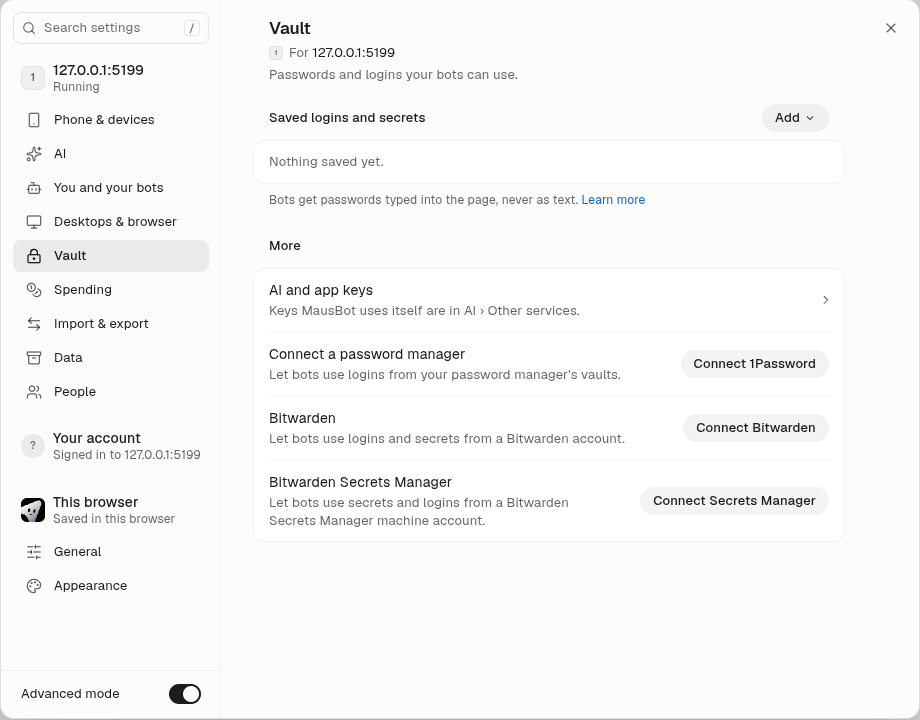 Search settings
/
1
127.0.0.1:5199
Running
Phone & devices
AI
You and your bots
Desktops & browser
Vault
Spending
Import & export
Data
People
?
Your account
Signed in to 127.0.0.1:5199
This browser
Saved in this browser
General
Appearance
Advanced mode
Vault
1
For 127.0.0.1:5199
Passwords and logins your bots can use.
Saved logins and secrets
Add
Nothing saved yet.
Bots get passwords typed into the page, never as text. Learn more
More
AI and app keys
Keys MausBot uses itself are in AI › Other services.
Connect a password manager
Let bots use logins from your password manager's vaults.
Connect 1Password
Bitwarden
Let bots use logins and secrets from a Bitwarden account.
Connect Bitwarden
Bitwarden Secrets Manager
Let bots use secrets and logins from a Bitwarden
Secrets Manager machine account.
Connect Secrets Manager